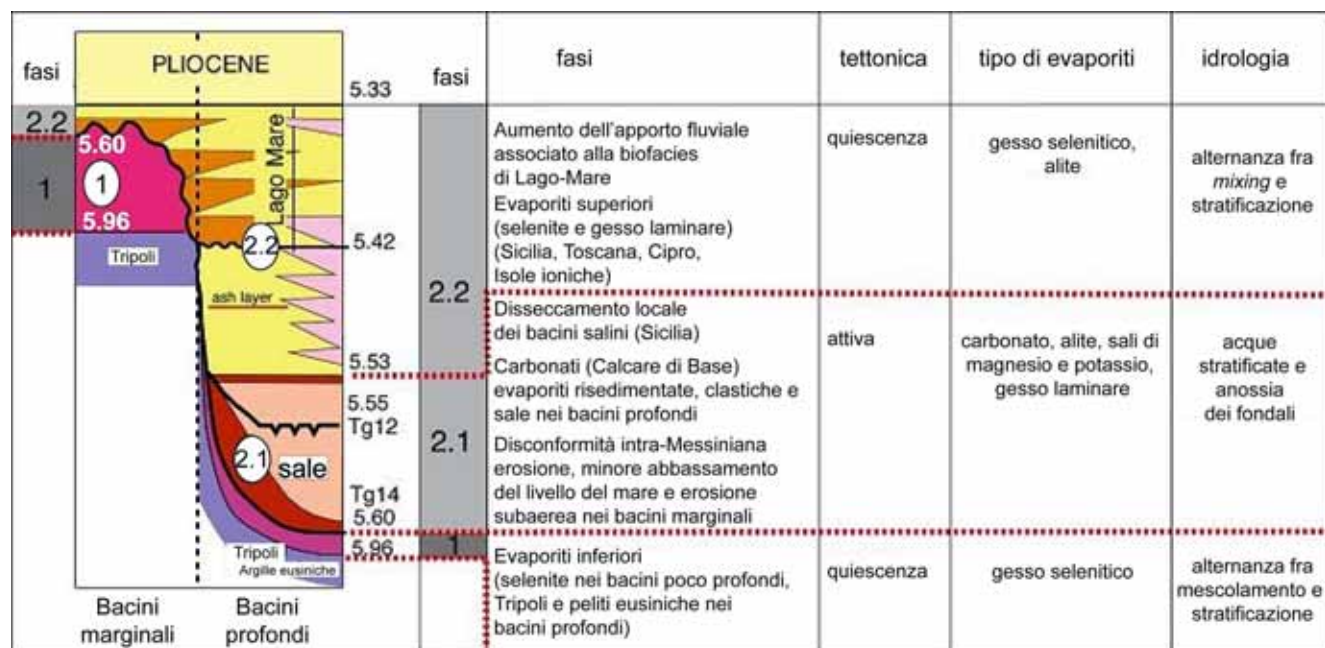 fasi
PLIOCENE
5.33
fasi
fasi
tettonica
tipo di evaporiti
idrologia
2.2
5.60
1
1
5.96
Tripoli
Lago Mare
2.2
5.42
ash layer
5.53
5.55
Tg12
2.1
sale
Tg14
5.60
5.96
Tripoli
Argille eusiniche
Bacini
marginali
Bacini
profondi
2.2
2.1
1
Aumento dell'apporto fluviale
associato alla biofacies
di Lago-Mare
Evaporiti superiori
(selenite e gesso laminare)
(Sicilia, Toscana, Cipro,
Isole ioniche)
quiescenza
gesso selenitico,
alite
alternanza fra
mixing e
stratificazione
Disseccamento locale
dei bacini salini (Sicilia)
Carbonati (Calcare di Base)
evaporiti risedimentate, clastiche e
sale nei bacini profondi
Disconformità intra-Messiniana
erosione, minore abbassamento
del livello del mare e erosione
subaerea nei bacini marginali
attiva
carbonato, alite, sali di
magnesio e potassio,
gesso laminare
acque
stratificate e
anossia
dei fondali
Evaporiti inferiori
(selenite nei bacini poco profondi,
Tripoli e peliti eusiniche nei
bacini profondi)
quiescenza
gesso selenitico
alternanza fra
mescolamento e
stratificazione